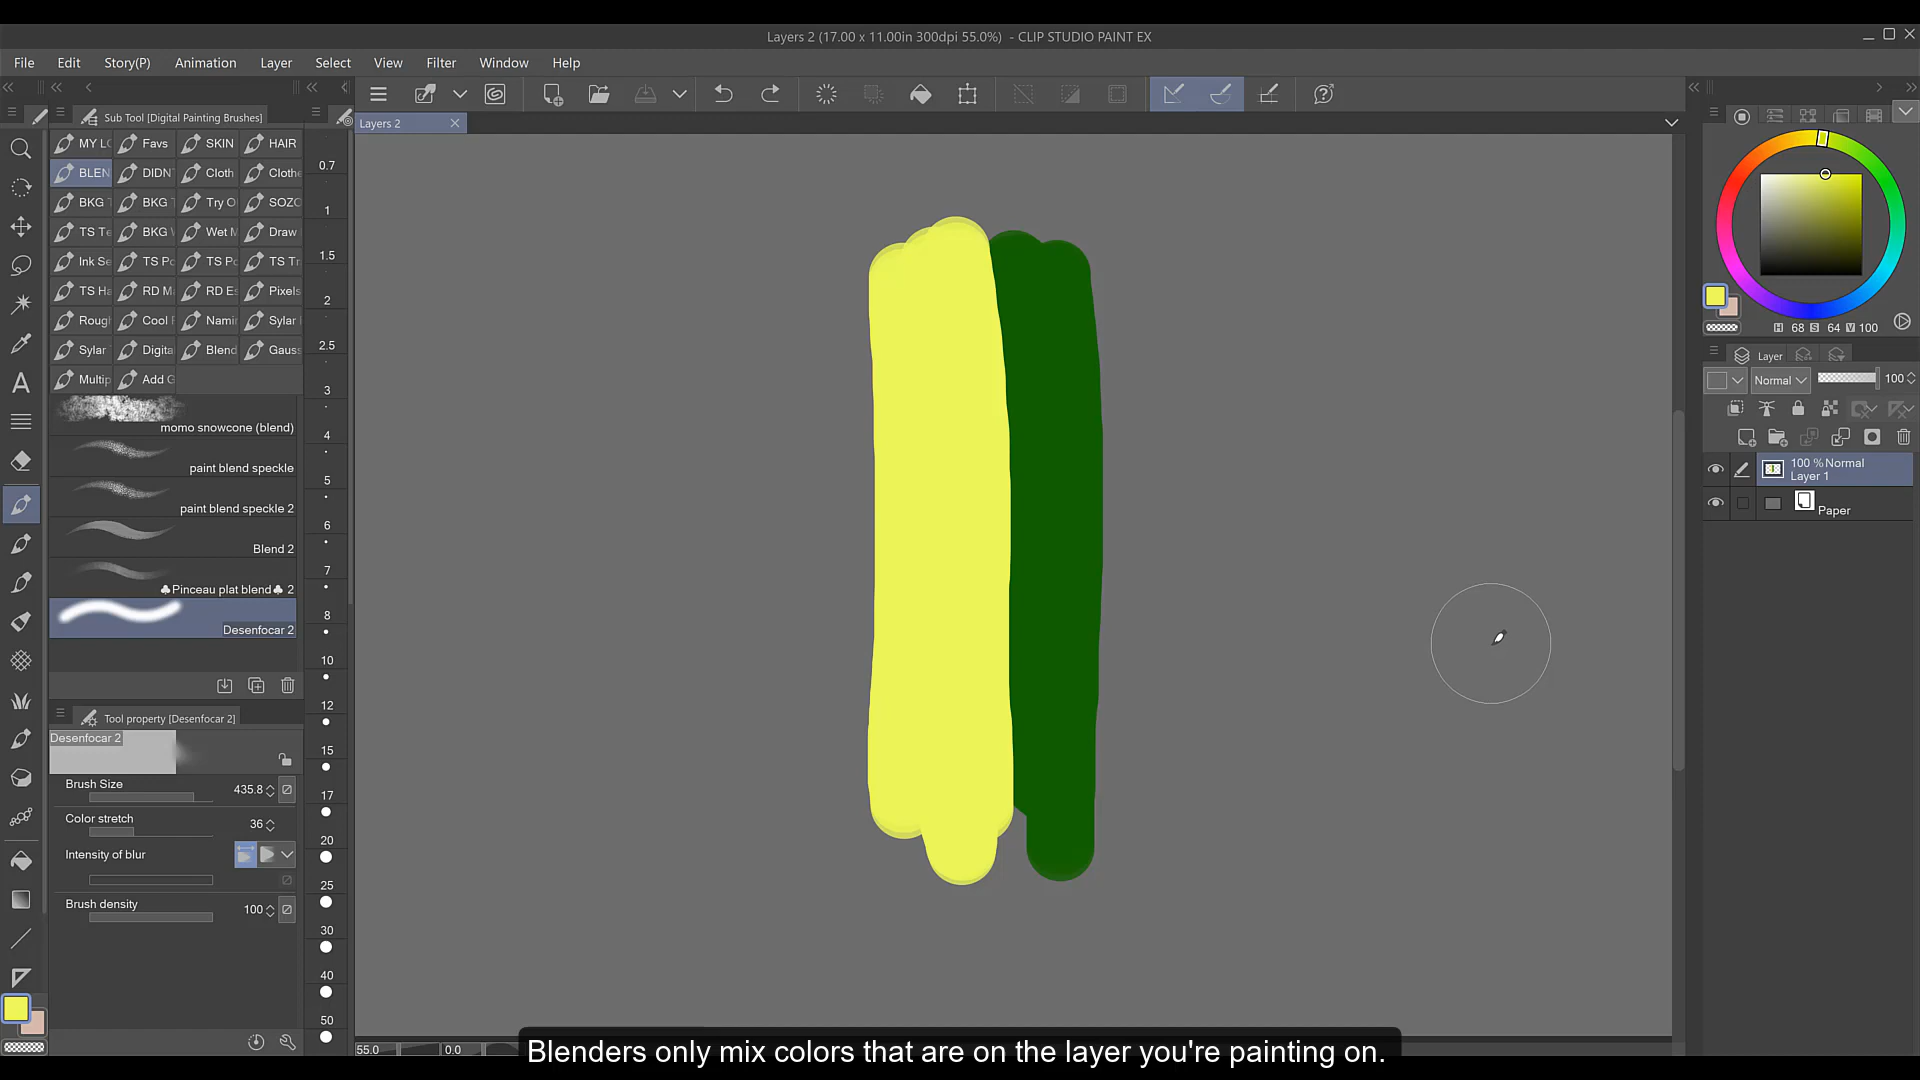 Layers 2 (17.00 x 11.00in 300dpi 55.0%) - CLIP STUDIO PAINT EX
File Edit Story(P) Animation Layer Select View Filter Window Help
Sub Tool [Digital Painting Brushes]
Layers 2
MY LC Favs SKIN HAIR
BLEN DIDN' Cloth Clothe
BKG T BKG T Try O SOZO
TS Te BKG V Wet M Draw
Ink Se TS Po TS Po TS Tr
TS Ha RD M RD Es Pixels
Rough Cool F Namir Sylar
Sylar Digita Blend Gauss
Multip Add G
momo snowcone (blend)
paint blend speckle
paint blend speckle 2
Blend 2
♣Pinceau plat blend♣ 2
Desenfocar 2
Tool property [Desenfocar 2]
Desenfocar 2
Brush Size 435.8
Color stretch 36
Intensity of blur
Brush density 100
0.7
1
1.5
2
2.5
3
4
5
6
7
8
10
12
15
17
20
25
30
40
50
55.0 0.0
H 68 S 64 V 100
Layer
Normal 100
100 % Normal
Layer 1
Paper
Blenders only mix colors that are on the layer you're painting on.